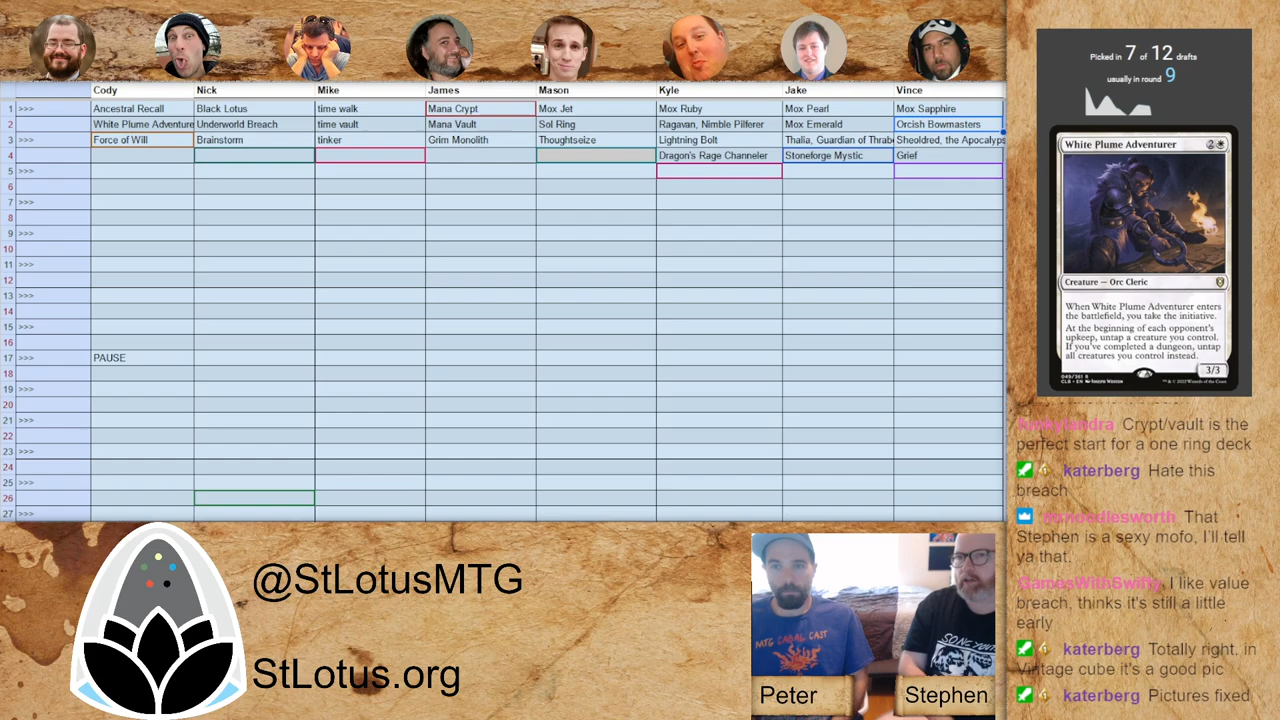 Cody Nick Mike James Mason Kyle Jake Vince
1 >>> Ancestral Recall Black Lotus time walk Mana Crypt Mox Jet Mox Ruby Mox Pearl Mox Sapphire
2 White Plume Adventure Underworld Breach time vault Mana Vault Sol Ring Ragavan, Nimble Pilferer Mox Emerald Orcish Bowmasters
3 >>> Force of Will Brainstorm tinker Grim Monolith Thoughtseize Lightning Bolt Thalia, Guardian of Thrab Sheoldred, the Apocalyps
4 Dragon's Rage Channeler Stoneforge Mystic Grief
5 >>>
6
7 >>>
8
9 >>>
10
11 >>>
12
13 >>>
14
15 >>>
16
17 >>> PAUSE
18
19 >>>
20
21 >>>
22
23 >>>
24
25 >>>
26
27 >>>
Picked in 7 of 12 drafts
usually in round 9
White Plume Adventurer 2
Creature — Orc Cleric
When White Plume Adventurer enters
the battlefield, you take the initiative.
At the beginning of each opponent's
upkeep, untap a creature you control.
If you've completed a dungeon, untap
all creatures you control instead.
3/3
Crypt/vault is the
perfect start for a one ring deck
katerberg Hate this
breach
mrneedlesworth That
Stephen is a sexy mofo, I'll tell
ya that.
GamesWithSwifty I like value
breach, thinks it's still a little
early
katerberg Totally right. in
Vintage cube it's a good pic
katerberg Pictures fixed
@StLotusMTG
StLotus.org
MTG CABAL CAST
Peter
Stephen